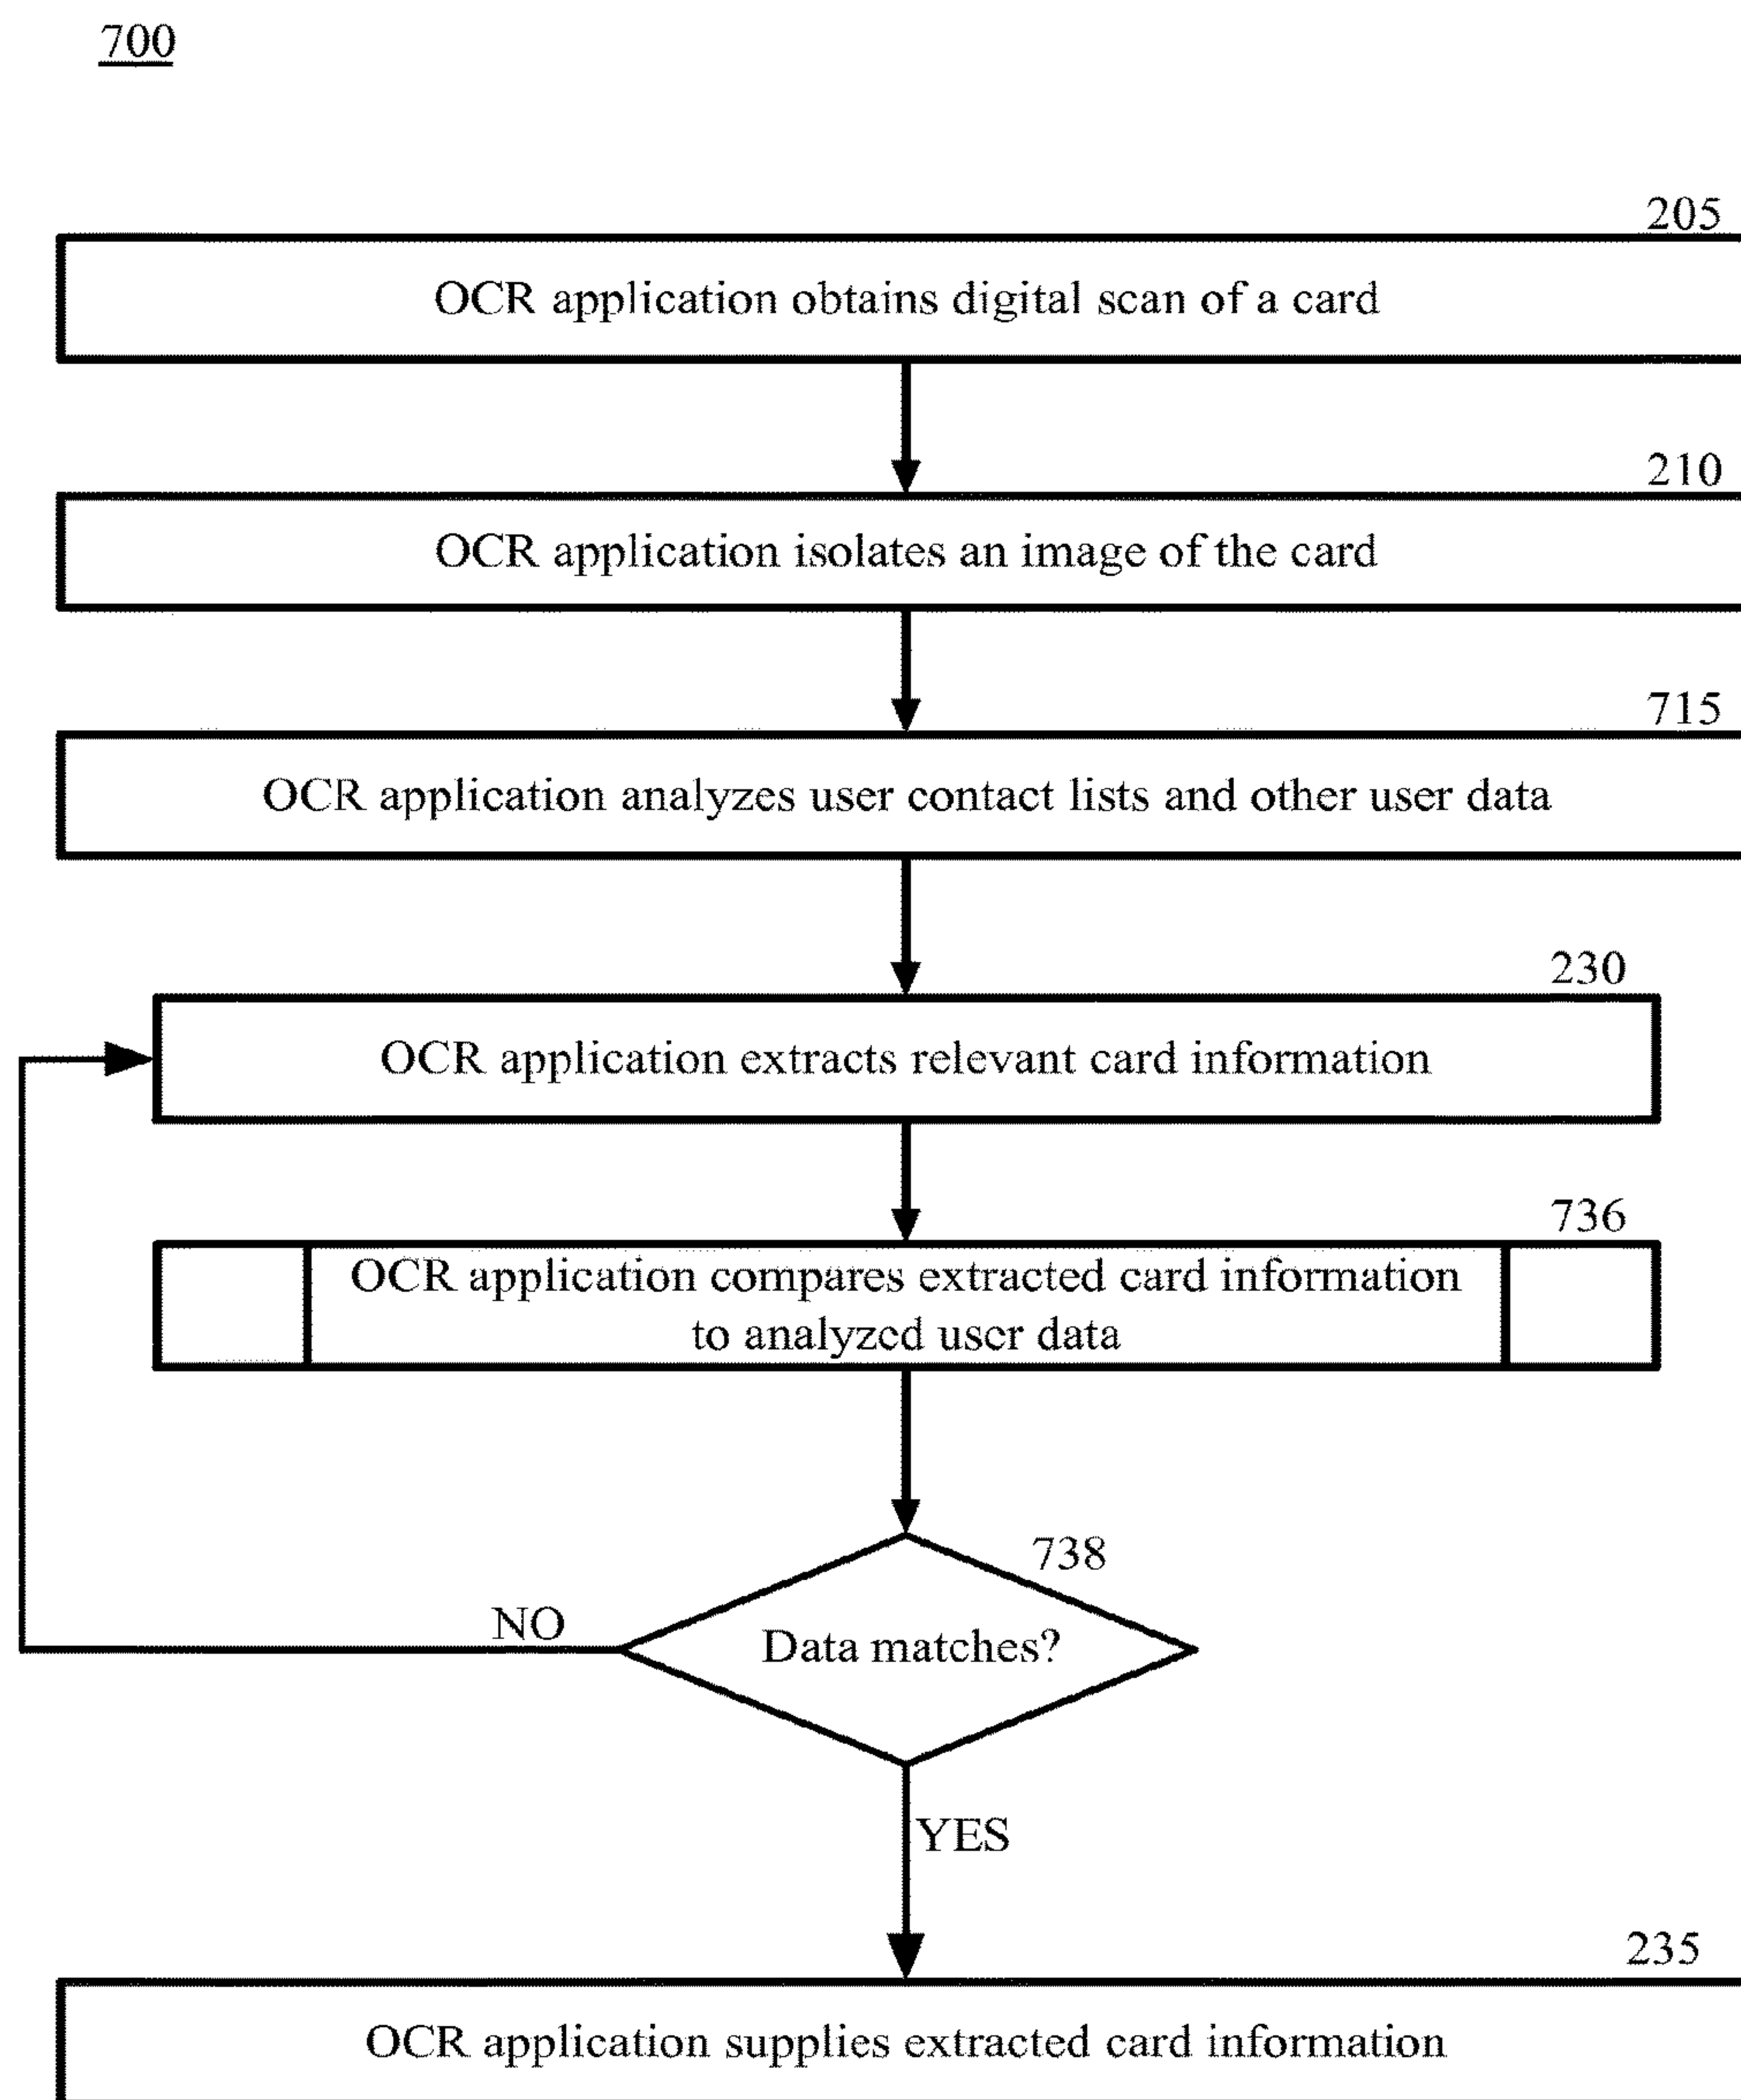 700
205
OCR application obtains digital scan of a card
210
OCR application isolates an image of the card
715
OCR application analyzes user contact lists and other user data
230
OCR application extracts relevant card information
736
OCR application compares extracted card information
to analyzed user data
738
Data matches?
NO
YES
235
OCR application supplies extracted card information